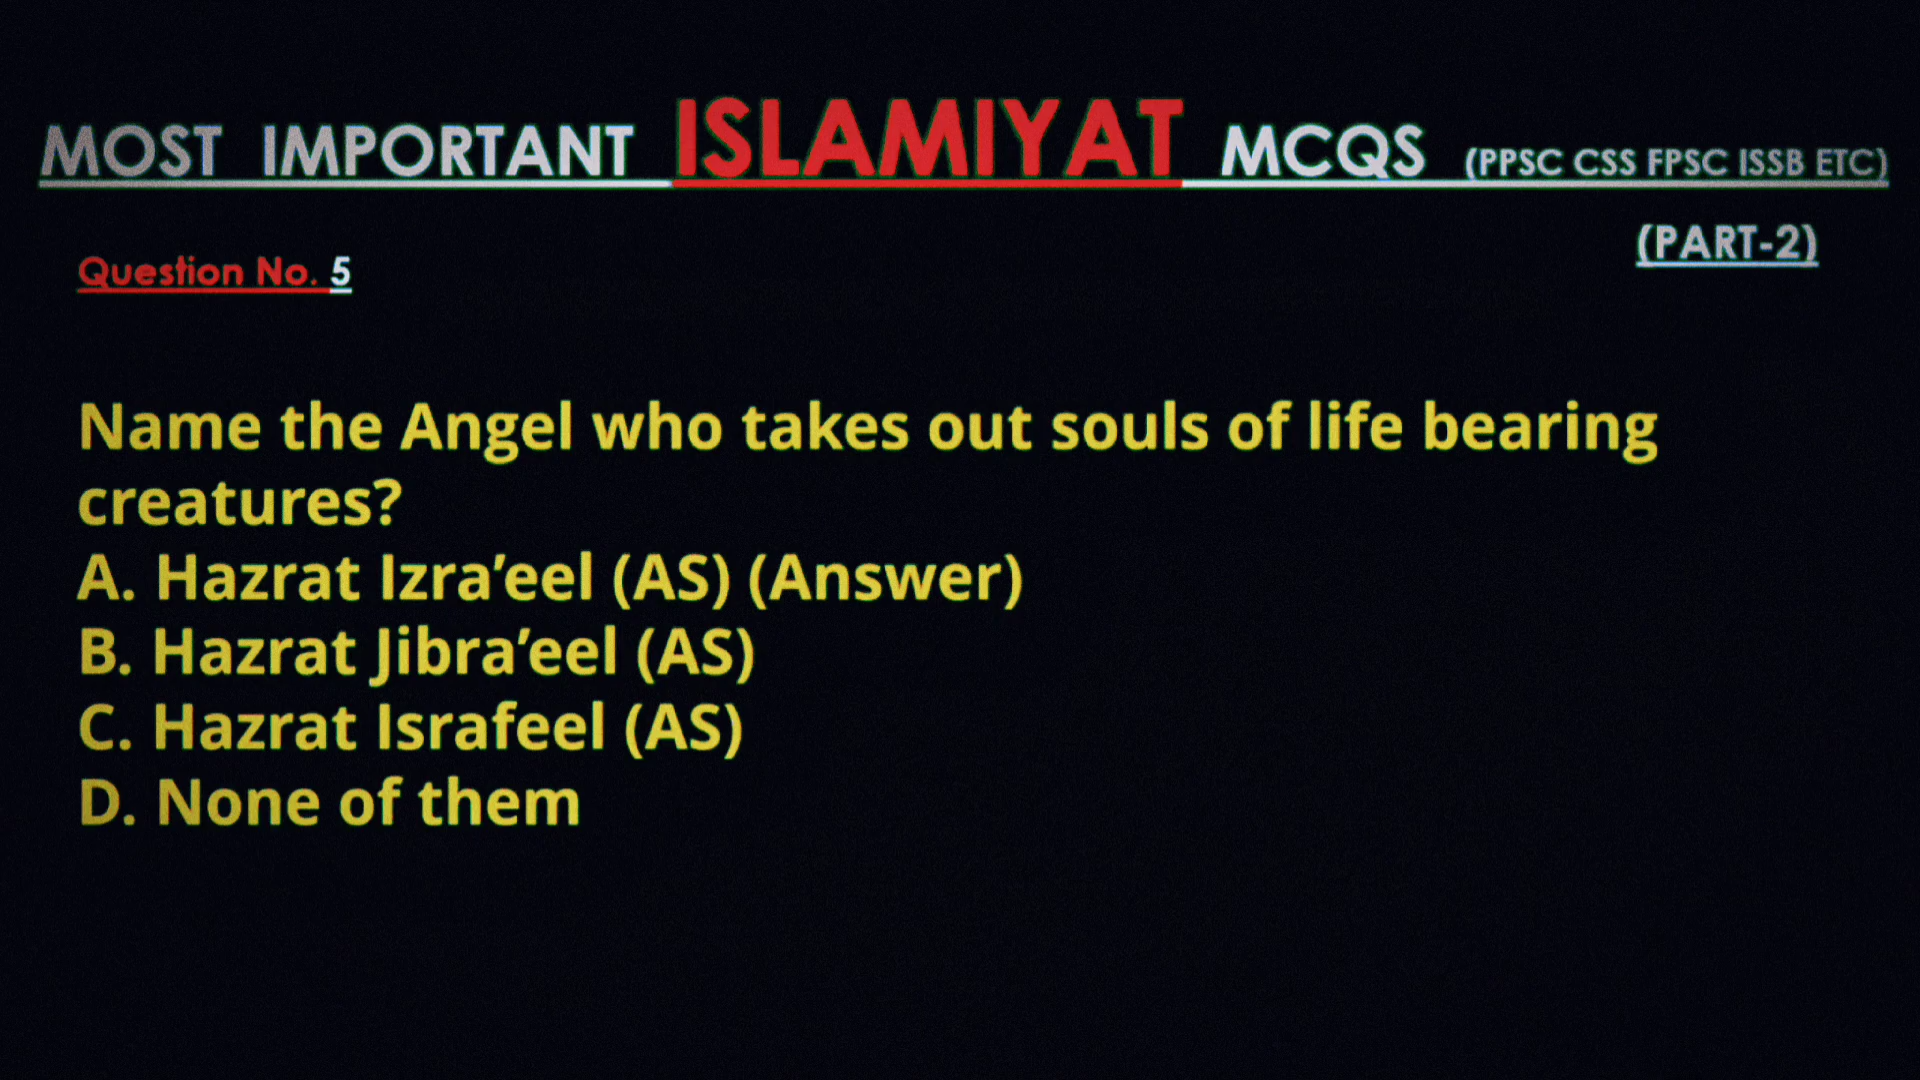 MOST IMPORTANT ISLAMIYAT MCQS (PPSC CSS FPSC ISSB ETC)
(PART-2)
Question No. 5
Name the Angel who takes out souls of life bearing
creatures?
A. Hazrat Izra’eel (AS) (Answer)
B. Hazrat Jibra’eel (AS)
C. Hazrat Israfeel (AS)
D. None of them